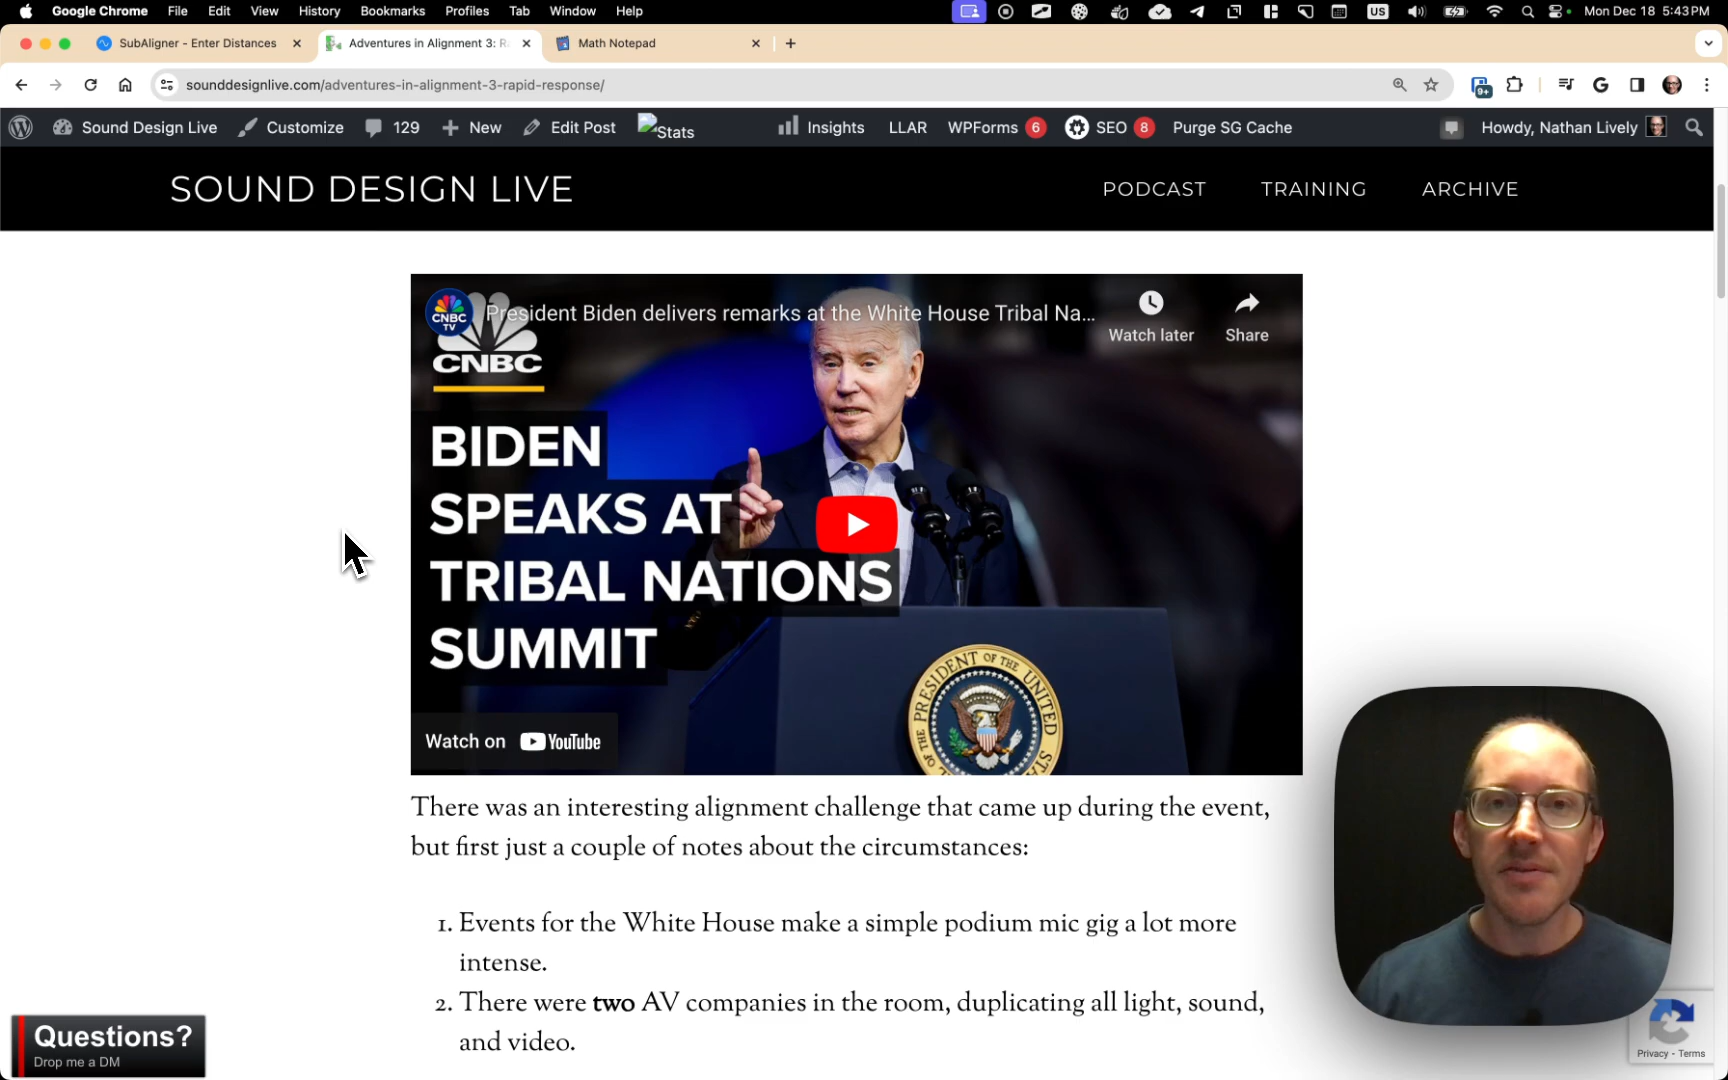 Google Chrome File Edit View History Bookmarks Profiles Tab Window Help US Mon Dec 18 5:43 PM
SubAligner - Enter Distances Adventures in Alignment 3: R Math Notepad
sounddesignlive.com/adventures-in-alignment-3-rapid-response/ 9+
Sound Design Live Customize 129 New Edit Post Stats Insights LLAR WPForms 6 SEO 8 Purge SG Cache Howdy, Nathan Lively
SOUND DESIGN LIVE PODCAST TRAINING ARCHIVE
CNBC TV President Biden delivers remarks at the White House Tribal Na... Watch later Share
CNBC
BIDEN
SPEAKS AT
TRIBAL NATIONS
SUMMIT
PRESIDENT OF THE UNITED STA
Watch on YouTube
There was an interesting alignment challenge that came up during the event,
but first just a couple of notes about the circumstances:
1. Events for the White House make a simple podium mic gig a lot more
intense.
2. There were two AV companies in the room, duplicating all light, sound,
and video.
Questions?
Drop me a DM
Privacy - Terms